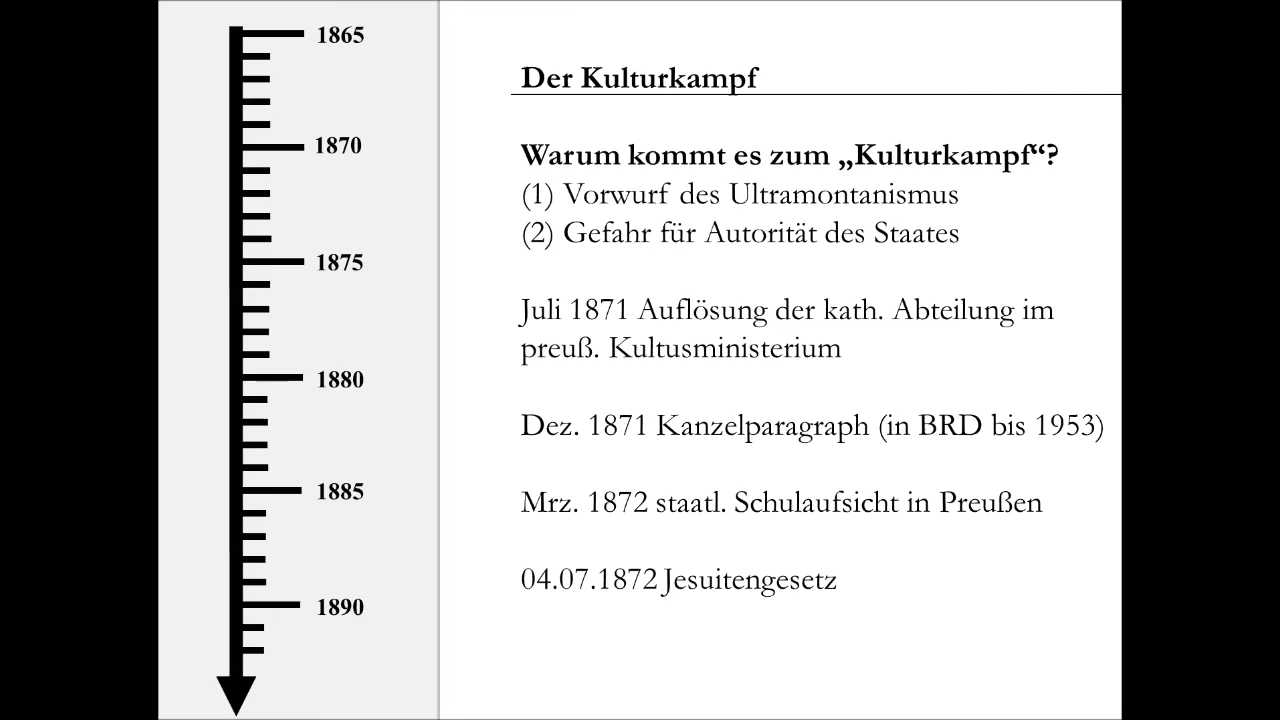 1865
1870
1875
1880
1885
1890
Der Kulturkampf
Warum kommt es zum „Kulturkampf“?
(1) Vorwurf des Ultramontanismus
(2) Gefahr für Autorität des Staates
Juli 1871 Auflösung der kath. Abteilung im
preuß. Kultusministerium
Dez. 1871 Kanzelparagraph (in BRD bis 1953)
Mrz. 1872 staatl. Schulaufsicht in Preußen
04.07.1872 Jesuitengesetz